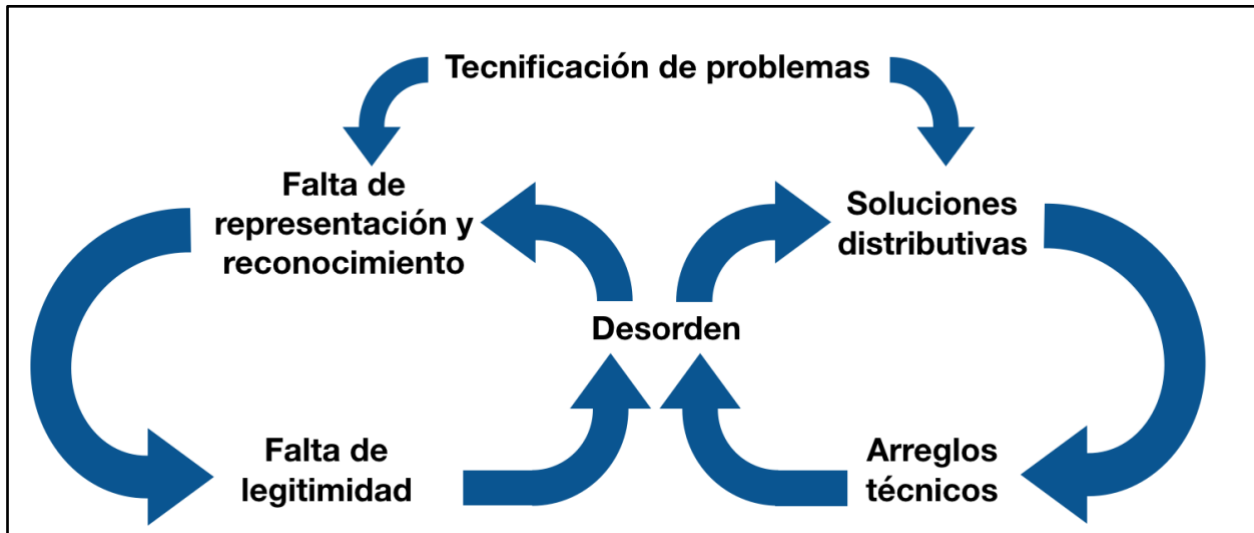 Tecnificación de problemas
Falta de
representación y
reconocimiento
Soluciones
distributivas
Desorden
Falta de
legitimidad
Arreglos
técnicos